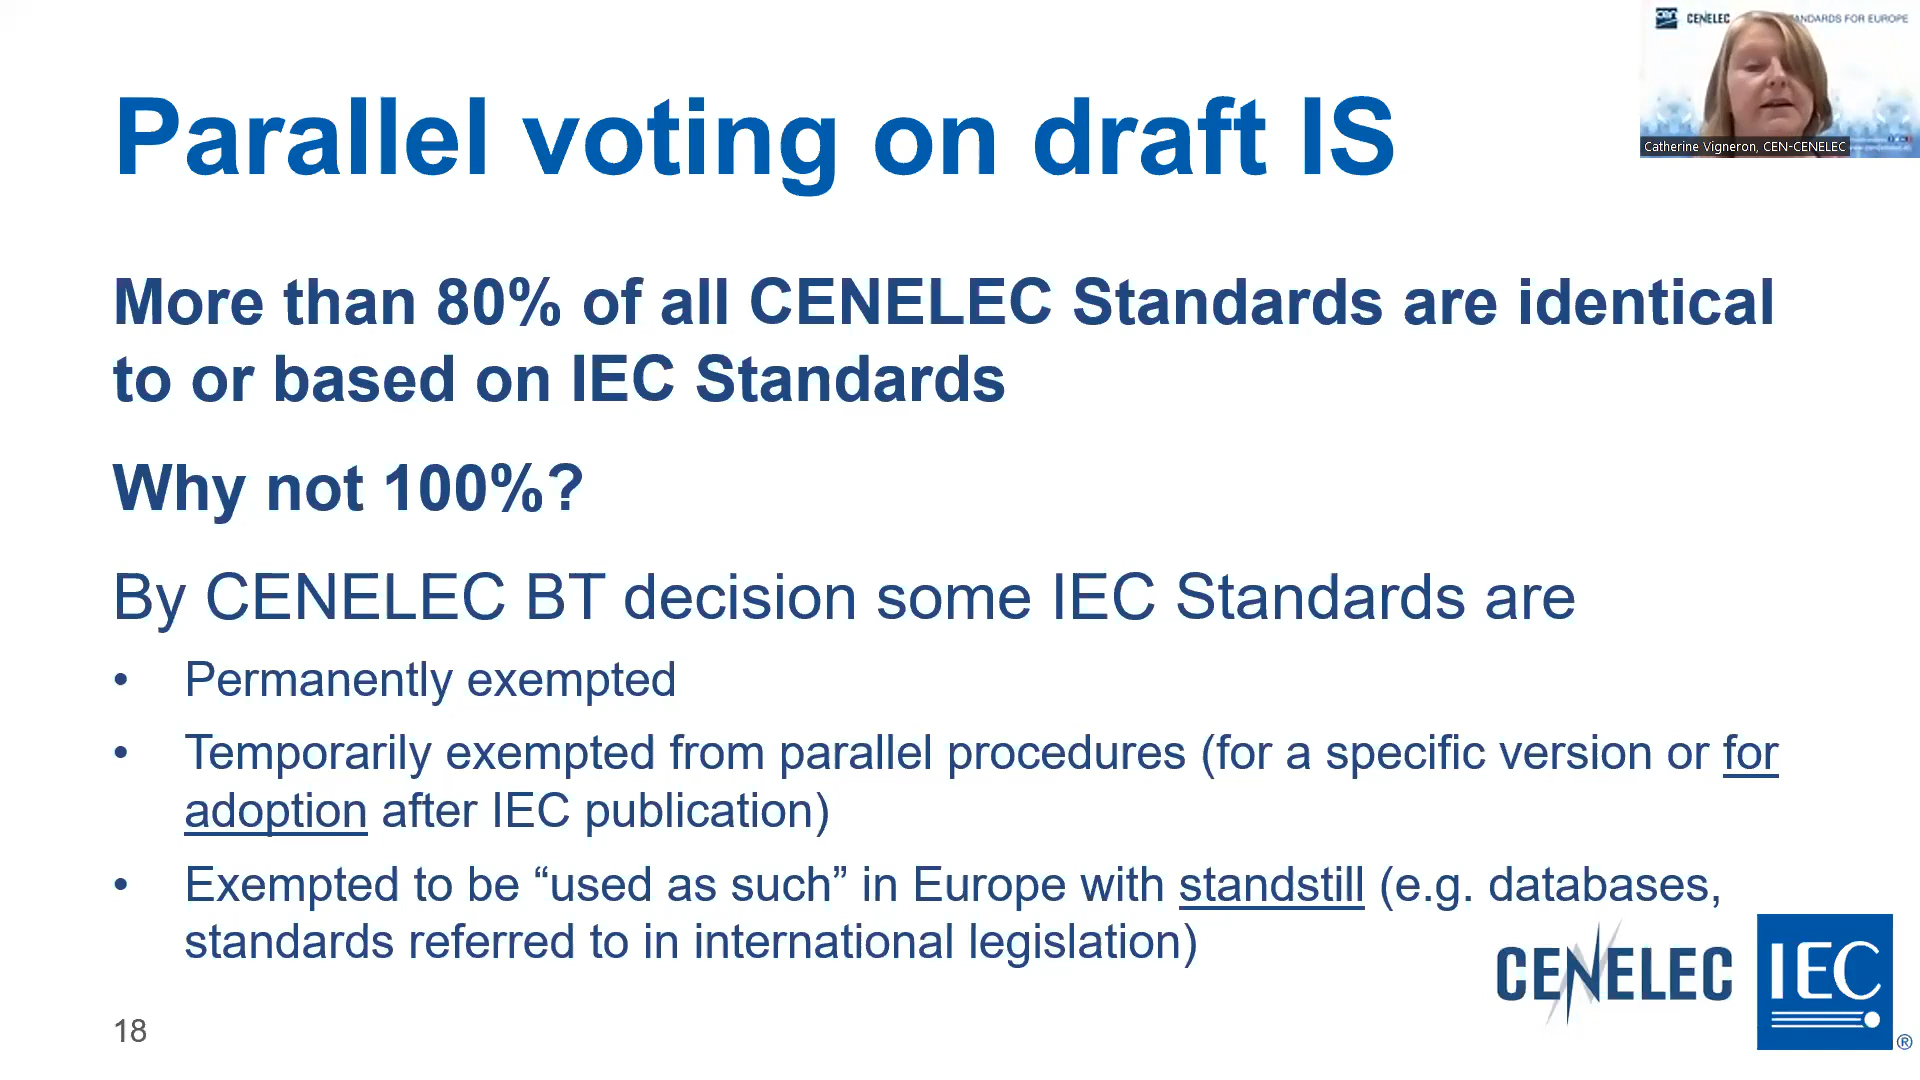 cen CENELEC STANDARDS FOR EUROPE
Catherine Vigneron, CEN-CENELEC
Parallel voting on draft IS
More than 80% of all CENELEC Standards are identical
to or based on IEC Standards
Why not 100%?
By CENELEC BT decision some IEC Standards are
• Permanently exempted
• Temporarily exempted from parallel procedures (for a specific version or for
adoption after IEC publication)
• Exempted to be “used as such” in Europe with standstill (e.g. databases,
standards referred to in international legislation)
CENELEC
IEC
®
18